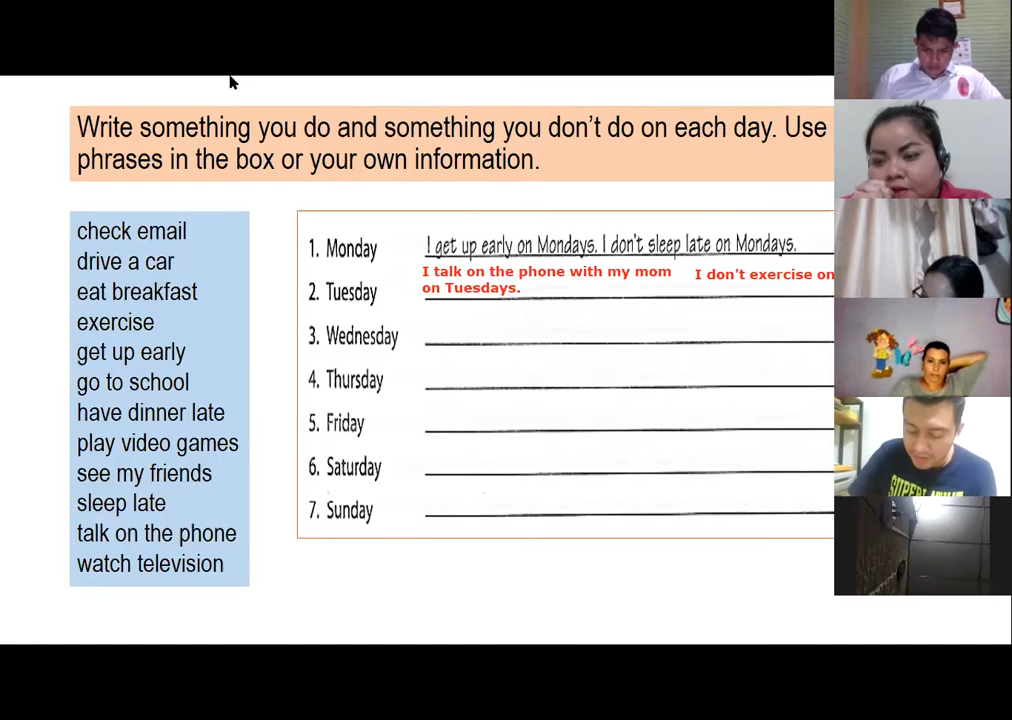 Write something you do and something you don't do on each day. Use
phrases in the box or your own information.
check email
drive a car
eat breakfast
exercise
get up early
go to school
have dinner late
play video games
see my friends
sleep late
talk on the phone
watch television
1. Monday I get up early on Mondays. I don't sleep late on Mondays.
I talk on the phone with my mom I don't exercise on
on Tuesdays.
2. Tuesday
3. Wednesday
4. Thursday
5. Friday
6. Saturday
7. Sunday